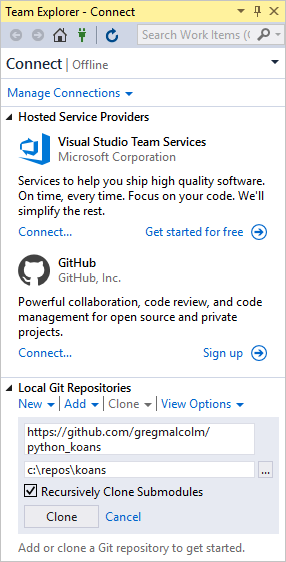 Team Explorer - Connect
Search Work Items (C
Connect | Offline
Manage Connections
Hosted Service Providers
Visual Studio Team Services
Microsoft Corporation
Services to help you ship high quality software.
On time, every time. Focus on your code. We'll
simplify the rest.
Connect... Get started for free
GitHub
GitHub, Inc.
Powerful collaboration, code review, and code
management for open source and private
projects.
Connect... Sign up
Local Git Repositories
New | Add | Clone | View Options
https://github.com/gregmalcolm/
python_koans
c:\repos\koans ...
Recursively Clone Submodules
Clone Cancel
Add or clone a Git repository to get started.